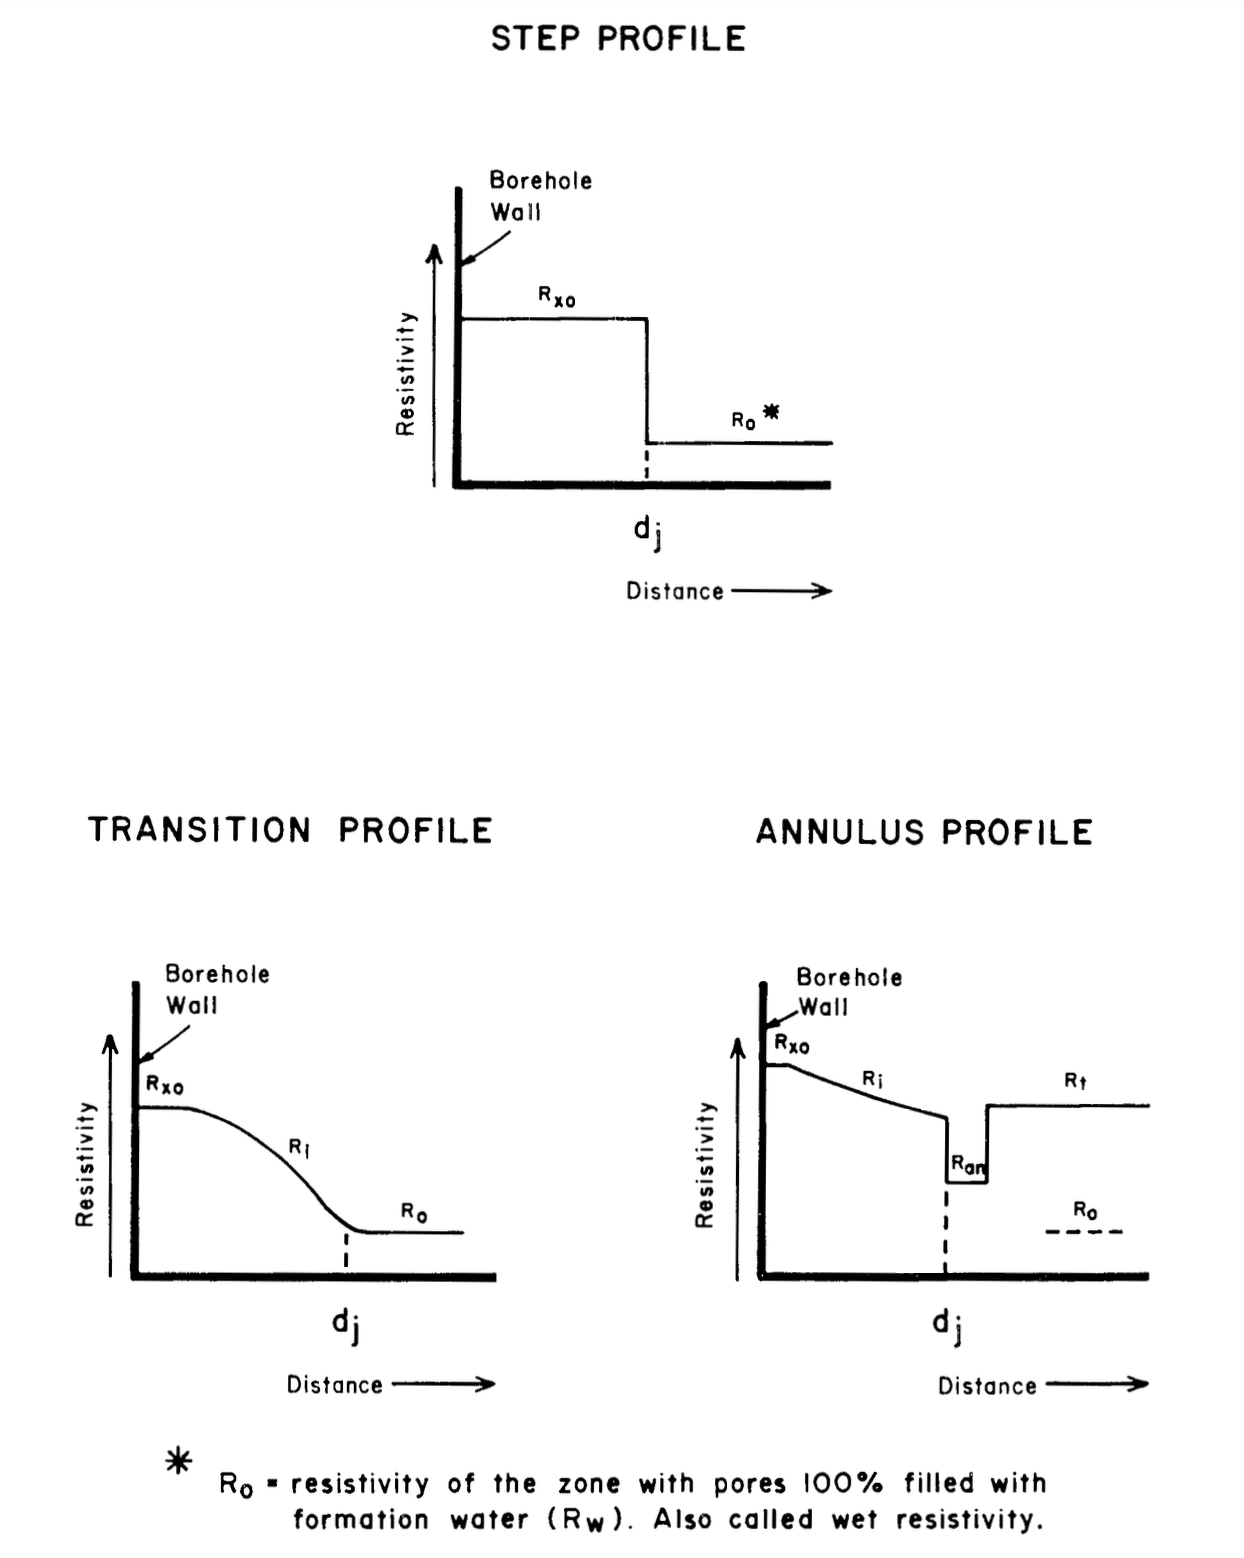 STEP PROFILE
Borehole
Wall
Rxo
Resistivity
Ro*
dj
Distance
TRANSITION PROFILE
Borehole
Wall
Rxo
Ri
Resistivity
Ro
dj
Distance
ANNULUS PROFILE
Borehole
Wall
Rxo
Ri
Rt
Resistivity
Ran
Ro
dj
Distance
* Ro = resistivity of the zone with pores 100% filled with
formation water (Rw). Also called wet resistivity.